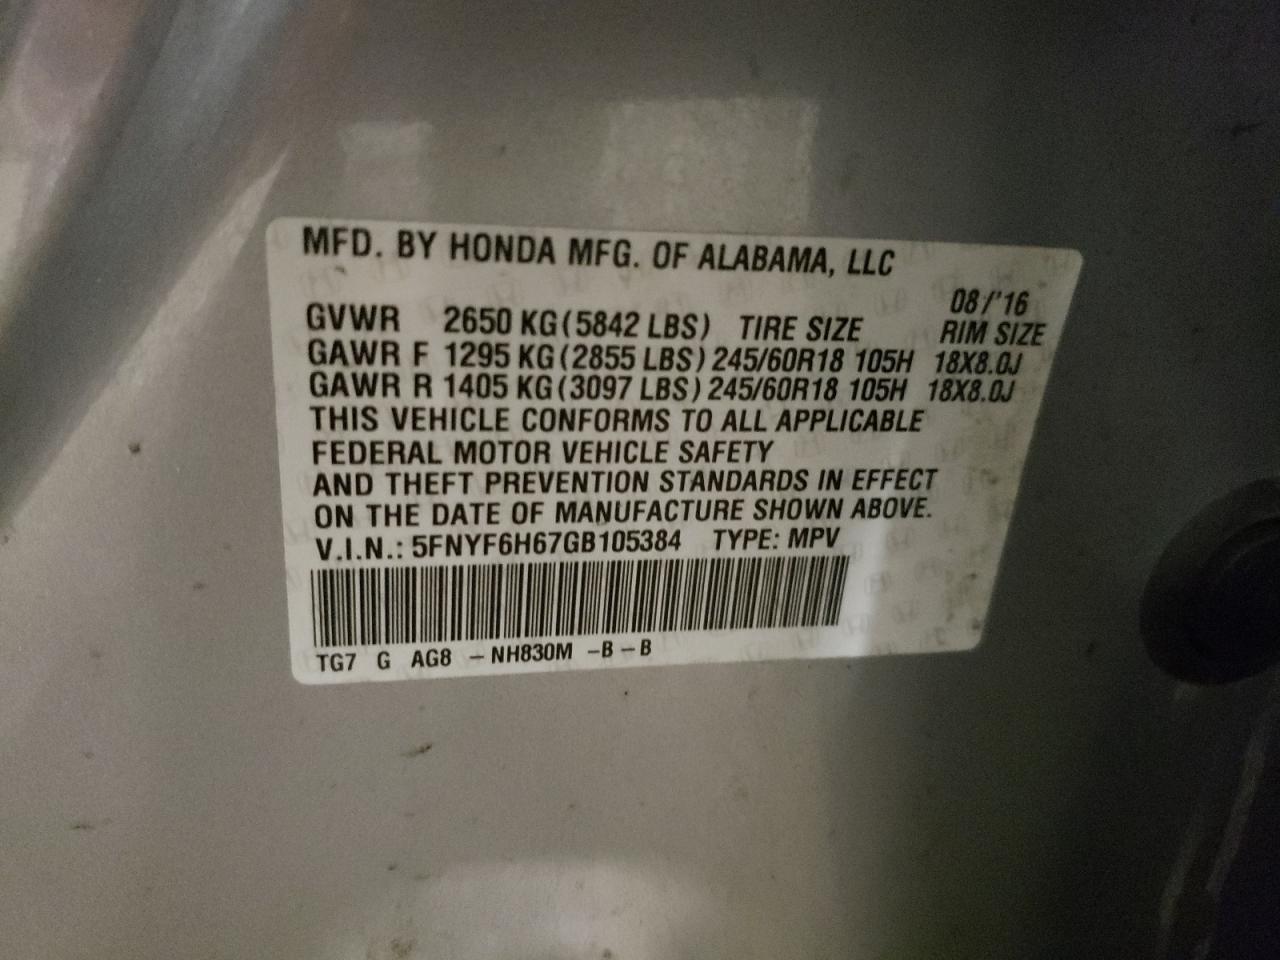 MFD. BY HONDA MFG. OF ALABAMA, LLC
08/'16
GVWR 2650 KG(5842 LBS) TIRE SIZE RIM SIZE
GAWR F 1295 KG(2855 LBS) 245/60R18 105H 18X8.0J
GAWR R 1405 KG(3097 LBS) 245/60R18 105H 18X8.0J
THIS VEHICLE CONFORMS TO ALL APPLICABLE
FEDERAL MOTOR VEHICLE SAFETY
AND THEFT PREVENTION STANDARDS IN EFFECT
ON THE DATE OF MANUFACTURE SHOWN ABOVE.
V.I.N.: 5FNYF6H67GB105384 TYPE: MPV
TG7 G AG8 -NH830M -B-B